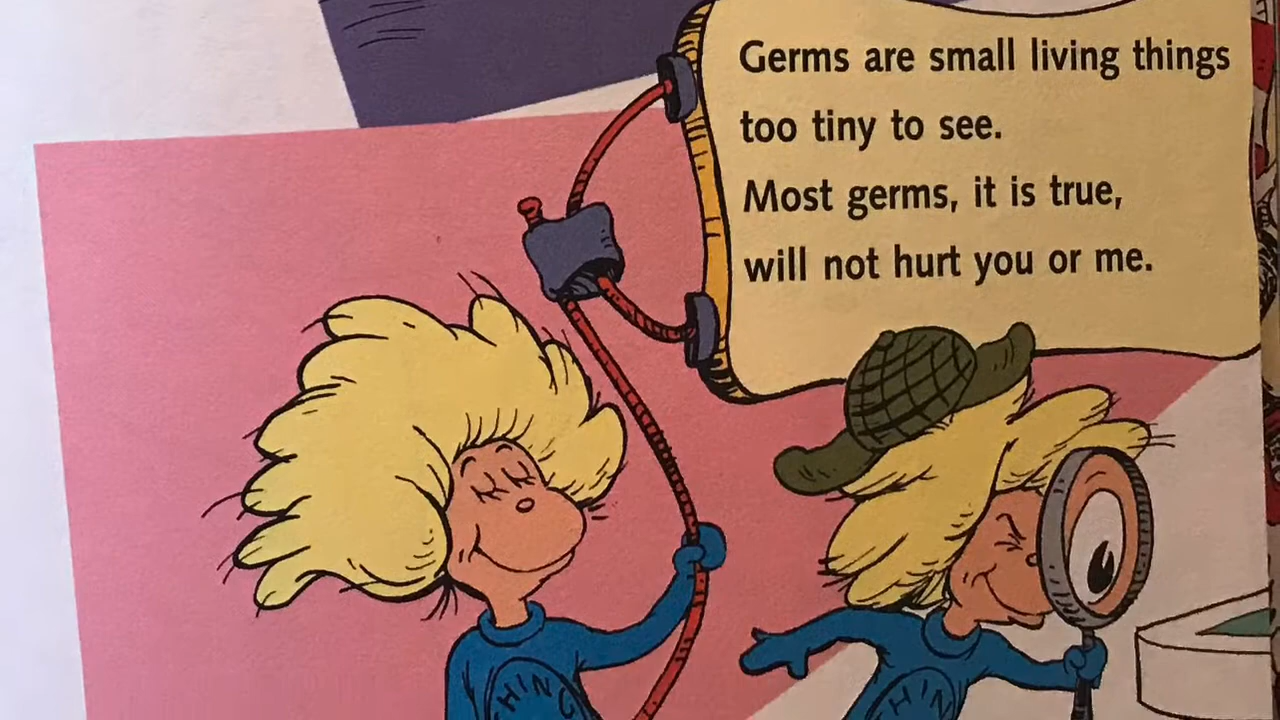 Germs are small living things
too tiny to see.
Most germs, it is true,
will not hurt you or me.